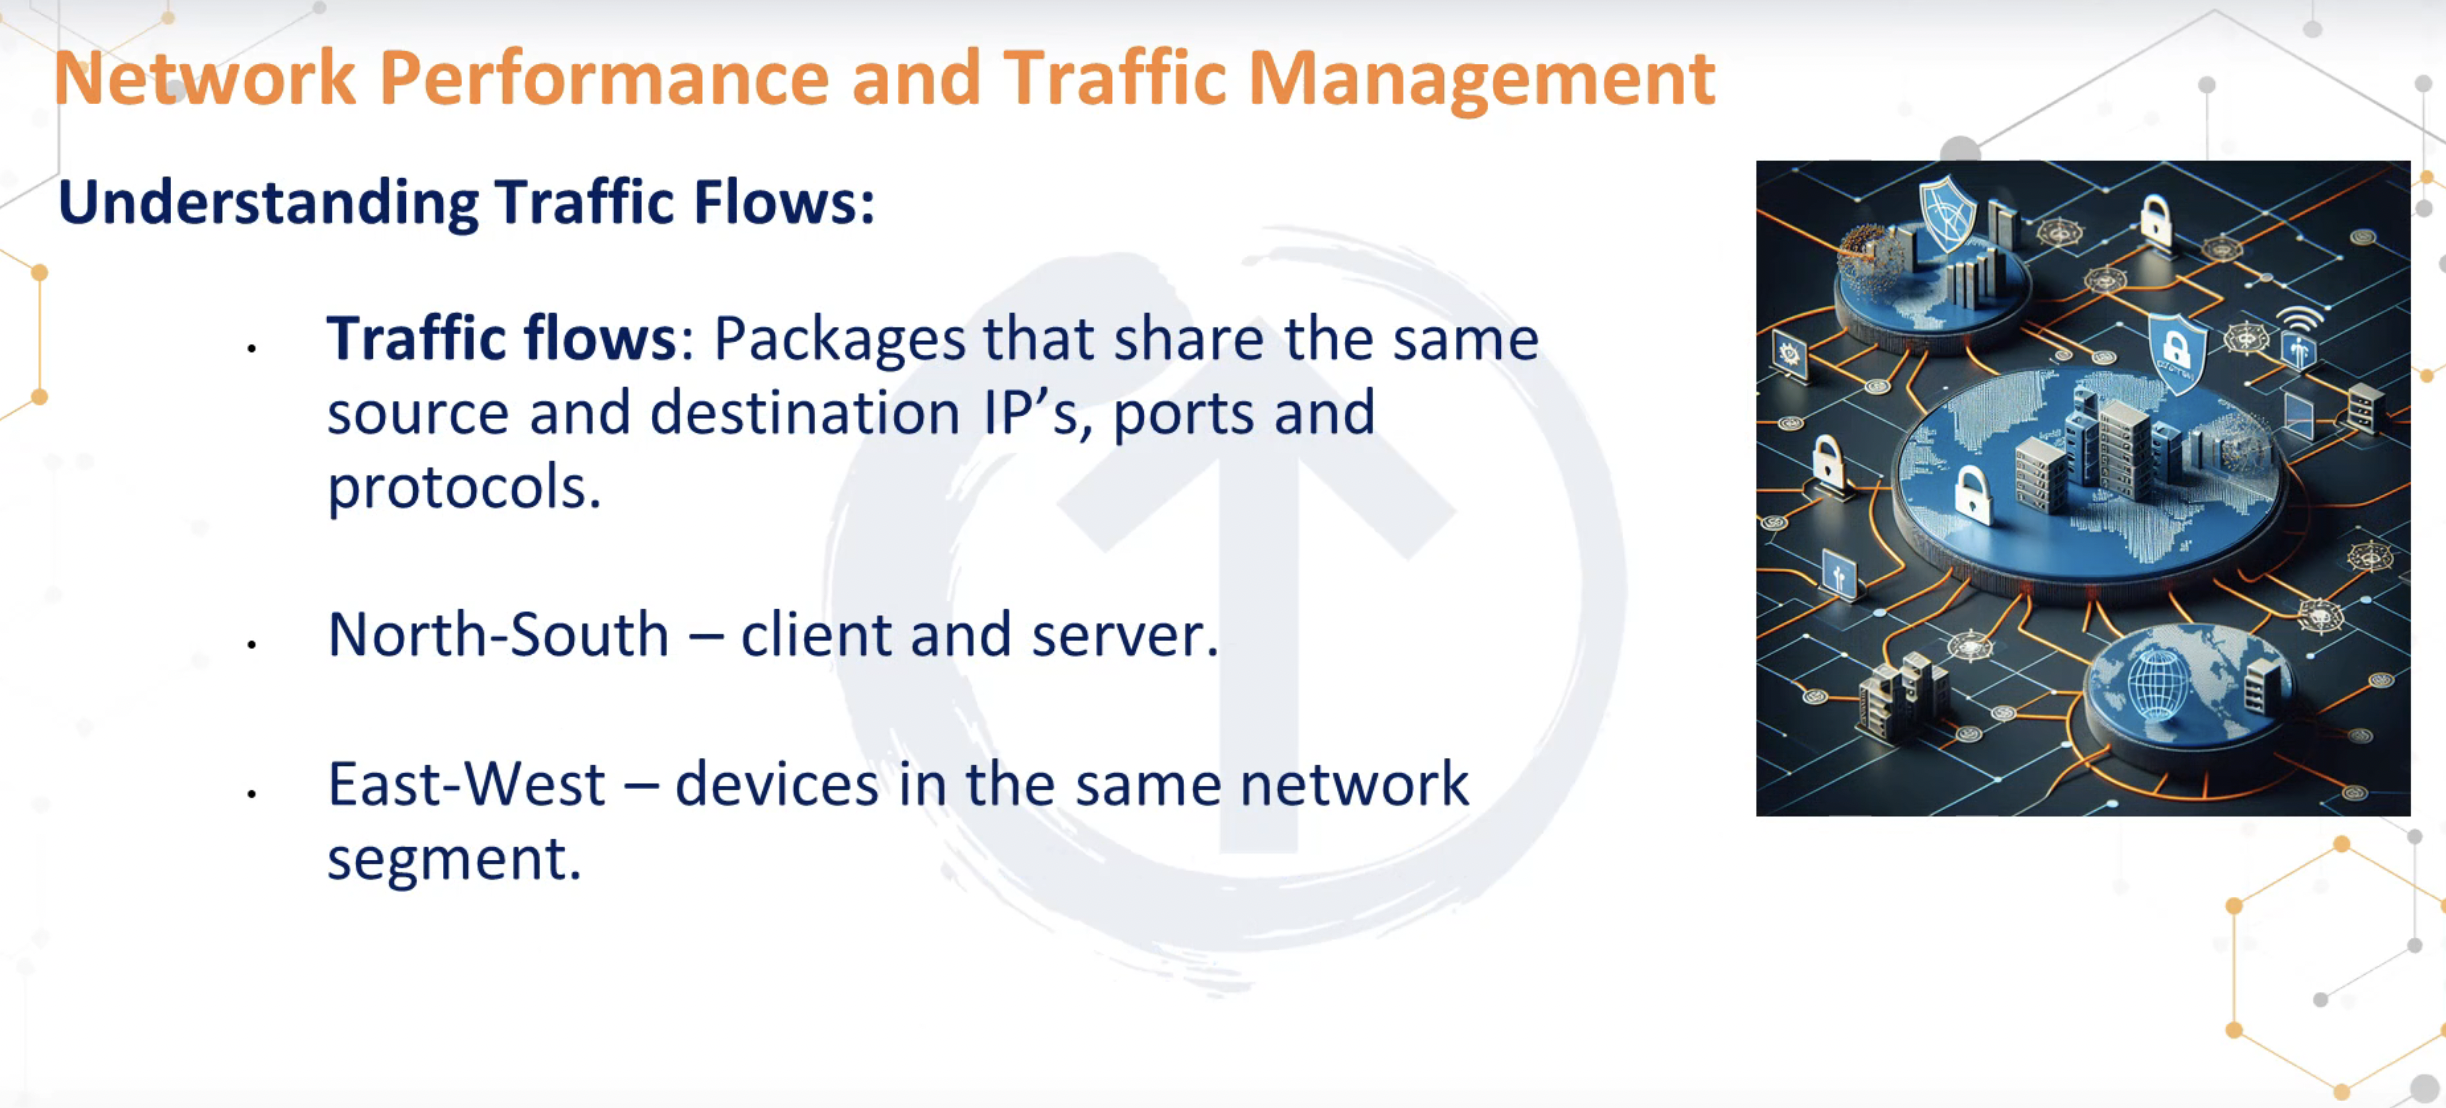 Network Performance and Traffic Management
Understanding Traffic Flows:
• Traffic flows: Packages that share the same
source and destination IP’s, ports and
protocols.
• North-South – client and server.
• East-West – devices in the same network
segment.